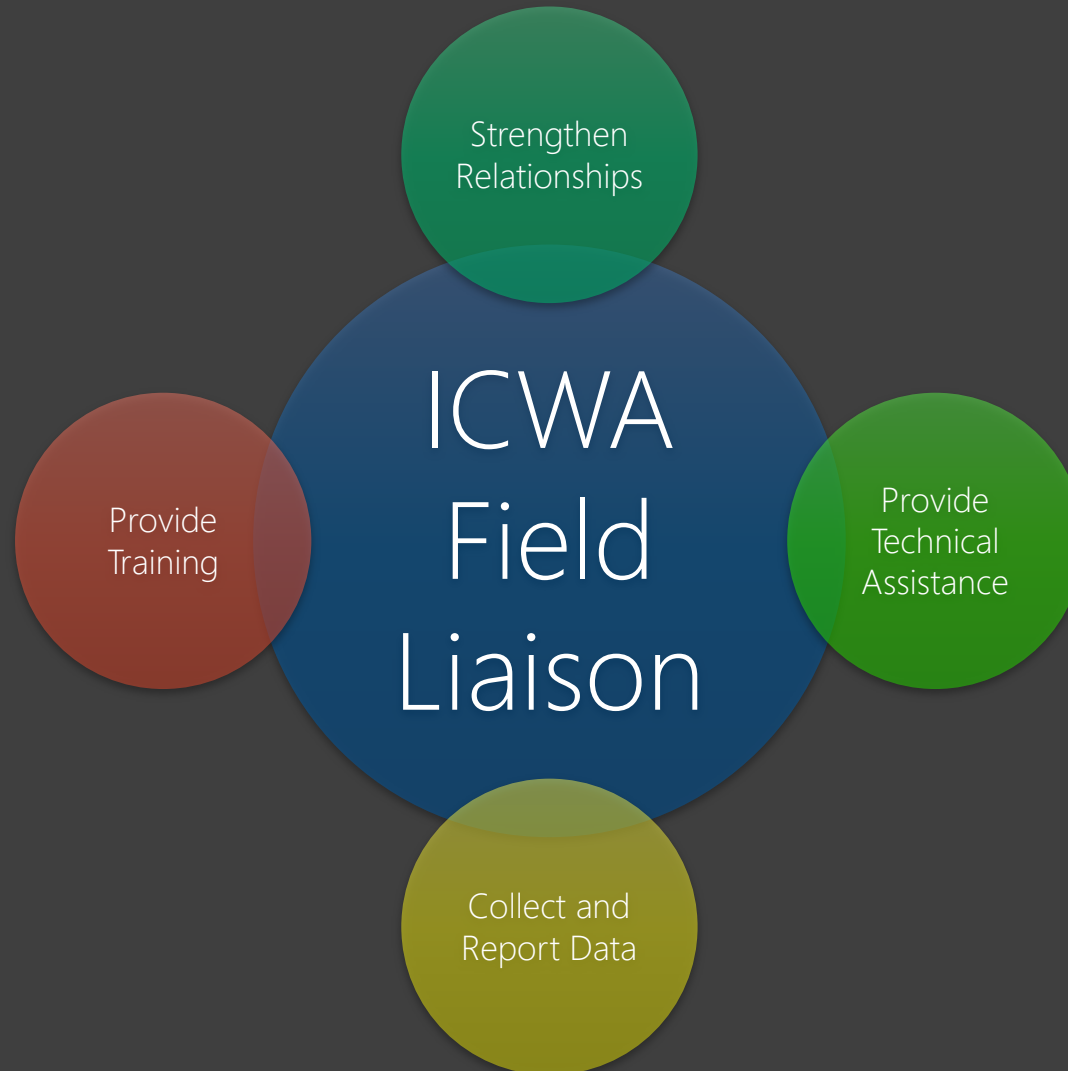 Strengthen
Relationships
ICWA
Field
Liaison
Provide
Training
Provide
Technical
Assistance
Collect and
Report Data